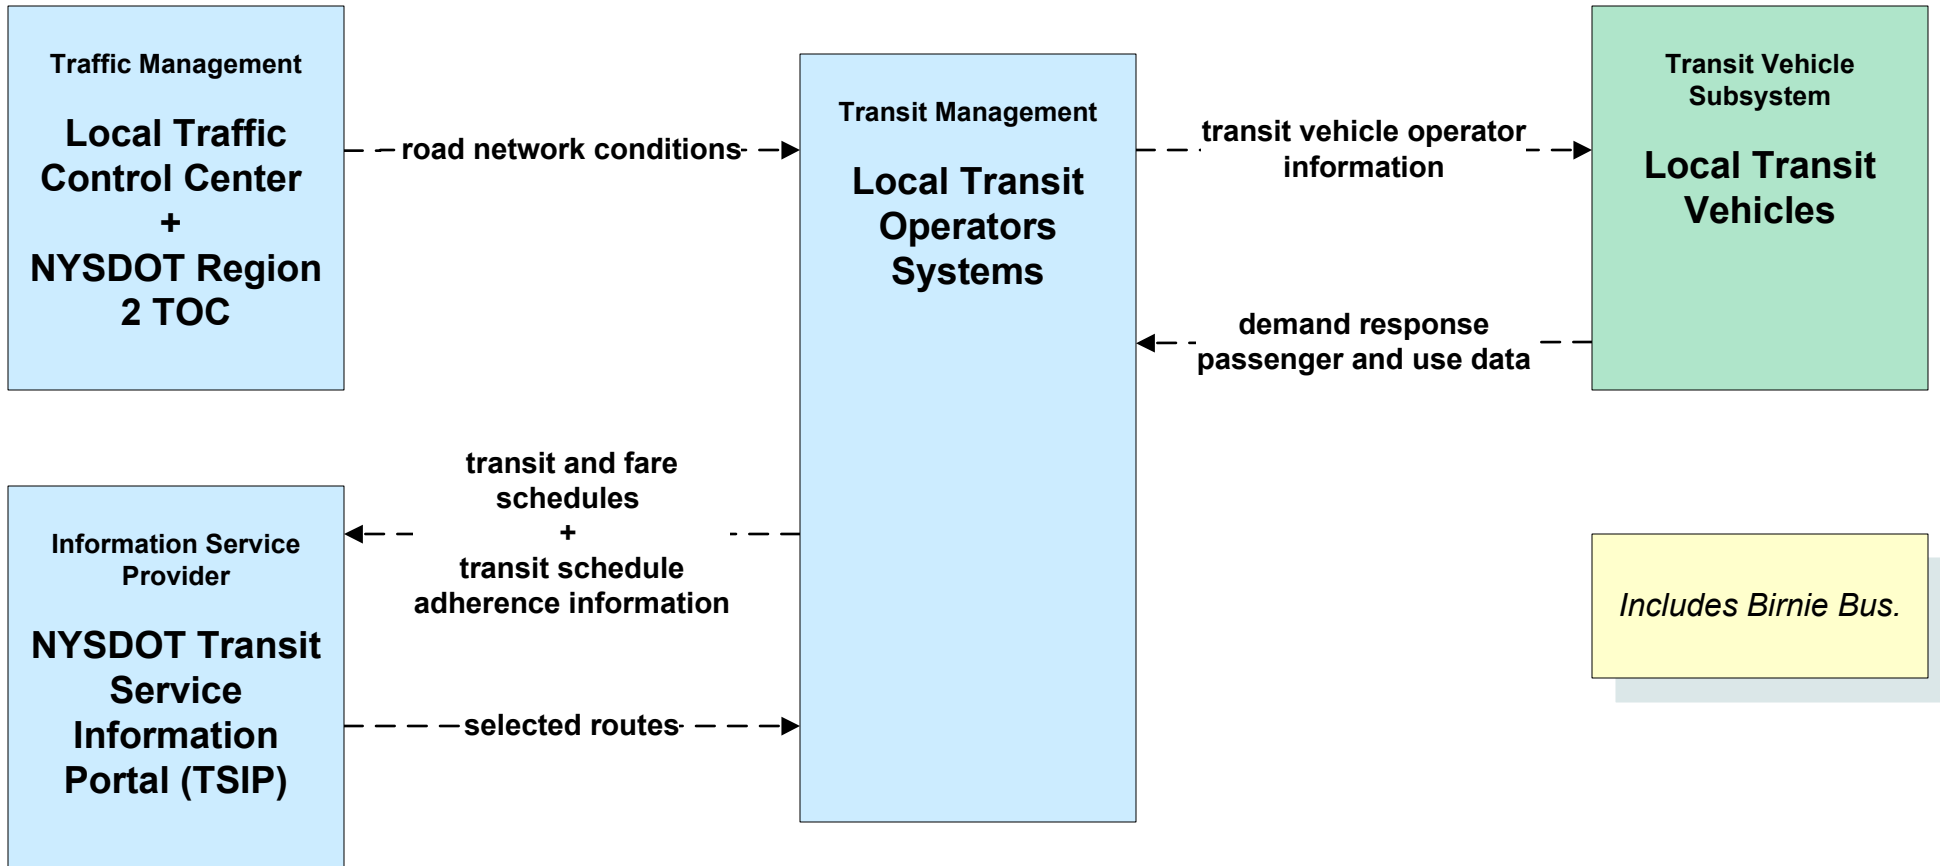 Traffic Management
Local Traffic
Control Center
+
NYSDOT Region
2 TOC
road network conditions
Transit Management
Local Transit
Operators
Systems
transit vehicle operator
information
Transit Vehicle
Subsystem
Local Transit
Vehicles
demand response
passenger and use data
transit and fare
schedules
+
transit schedule
adherence information
Information Service
Provider
NYSDOT Transit
Service
Information
Portal (TSIP)
selected routes
Includes Birnie Bus.